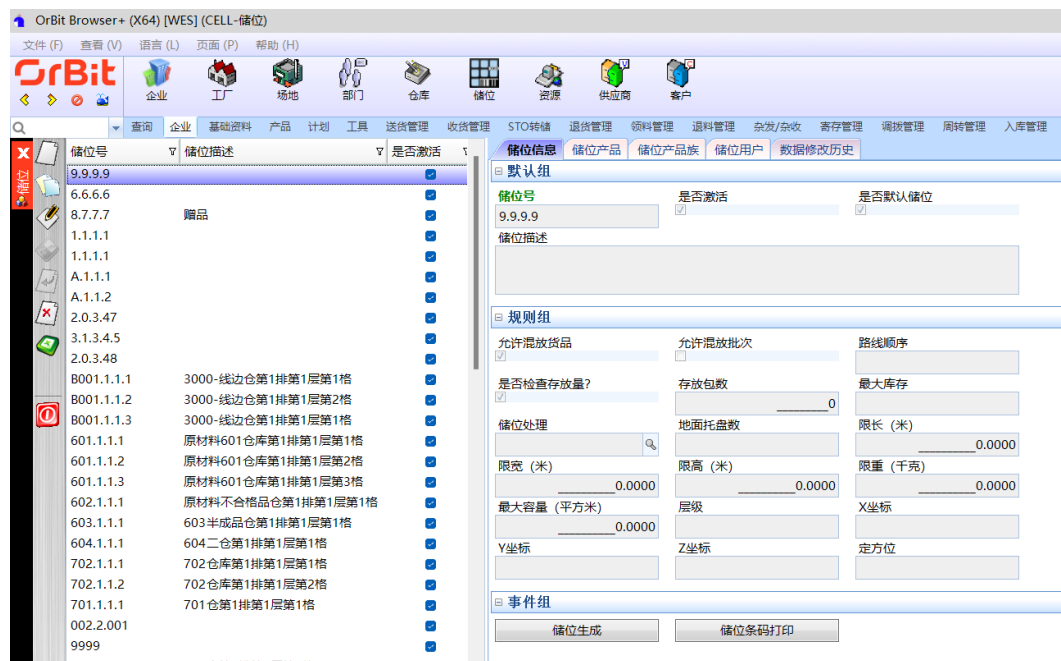 OrBit Browser+ (X64) [WES] (CELL-储位)
文件 (F) 查看 (V) 语言 (L) 页面 (P) 帮助 (H)
OrBit
企业 工厂 场地 部门 仓库 储位 资源 供应商 客户
查询 企业 基础资料 产品 计划 工具 送货管理 收货管理 STO转储 退货管理 领料管理 退料管理 杂发/杂收 寄存管理 调拨管理 周转管理 入库管理
储位
储位号 储位描述 是否激活
9.9.9.9
6.6.6.6
8.7.7.7 赠品
1.1.1.1
1.1.1.1
A.1.1.1
A.1.1.2
2.0.3.47
3.1.3.4.5
2.0.3.48
B001.1.1.1 3000-线边仓第1排第1层第1格
B001.1.1.2 3000-线边仓第1排第1层第2格
B001.1.1.3 3000-线边仓第1排第1层第1格
601.1.1.1 原材料601仓库第1排第1层第1格
601.1.1.2 原材料601仓库第1排第1层第2格
601.1.1.3 原材料601仓库第1排第1层第3格
602.1.1.1 原材料不合格品仓第1排第1层第1格
603.1.1.1 603半成品仓第1排第1层第1格
604.1.1.1 604二仓第1排第1层第1格
702.1.1.1 702仓库第1排第1层第1格
702.1.1.2 702仓库第1排第1层第2格
701.1.1.1 701仓第1排第1层第1格
002.2.001
9999
储位信息 储位产品 储位产品族 储位用户 数据修改历史
默认组
储位号 是否激活 是否默认储位
9.9.9.9
储位描述
规则组
允许混放货品 允许混放批次 路线顺序
是否检查存放量? 存放包数 最大库存
0
储位处理 地面托盘数 限长 (米)
0.0000
限宽 (米) 限高 (米) 限重 (千克)
0.0000 0.0000 0.0000
最大容量 (平方米) 层级 X坐标
0.0000
Y坐标 Z坐标 定方位
事件组
储位生成 储位条码打印